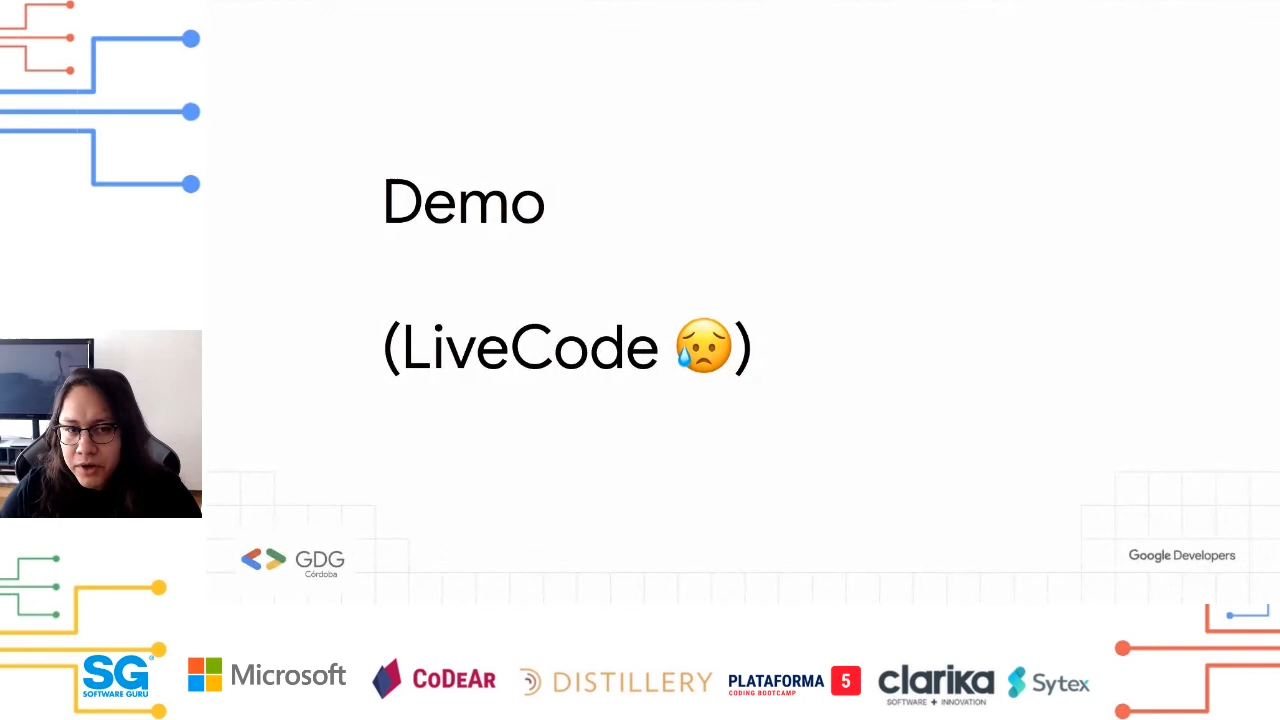 Demo
(LiveCode 😥)
GDG
Córdoba
Google Developers
SG
SOFTWARE GURU
Microsoft
CoDeAr
DISTILLERY
PLATAFORMA 5
CODING BOOTCAMP
clarika
SOFTWARE + INNOVATION
Sytex